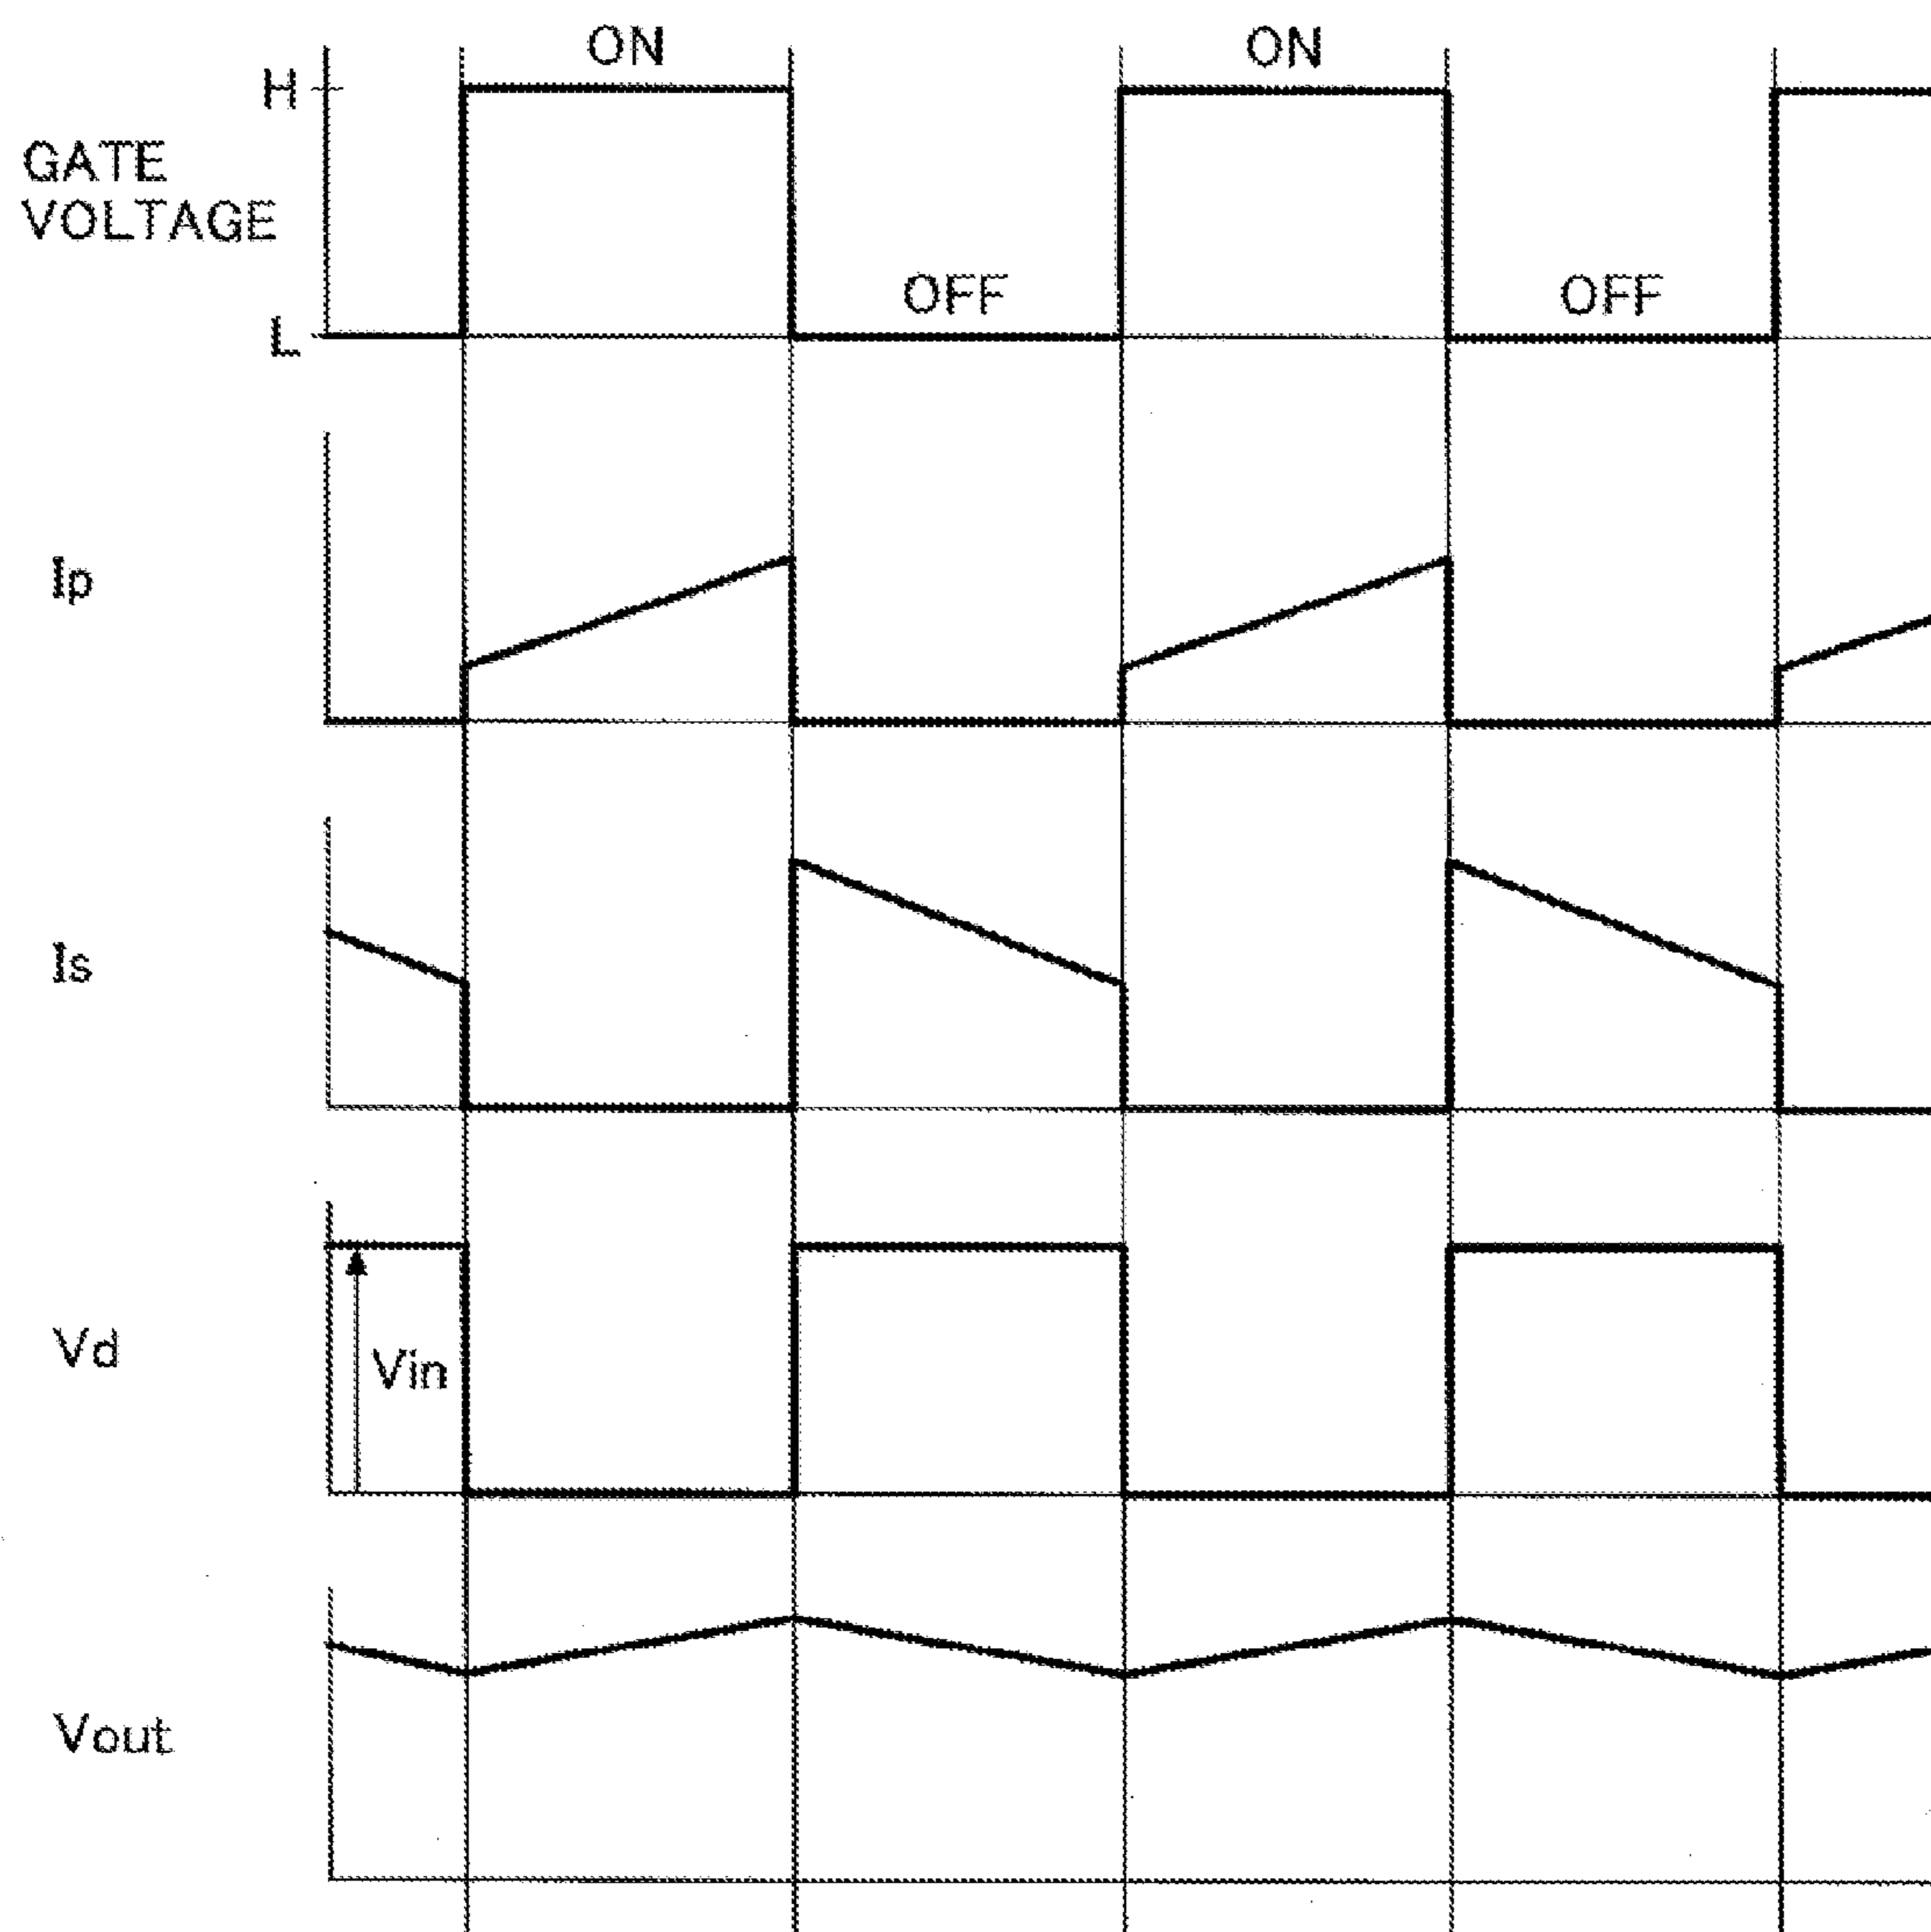 ON
ON
H
GATE
VOLTAGE
OFF
OFF
L
Ip
Is
Vd
Vin
Vout